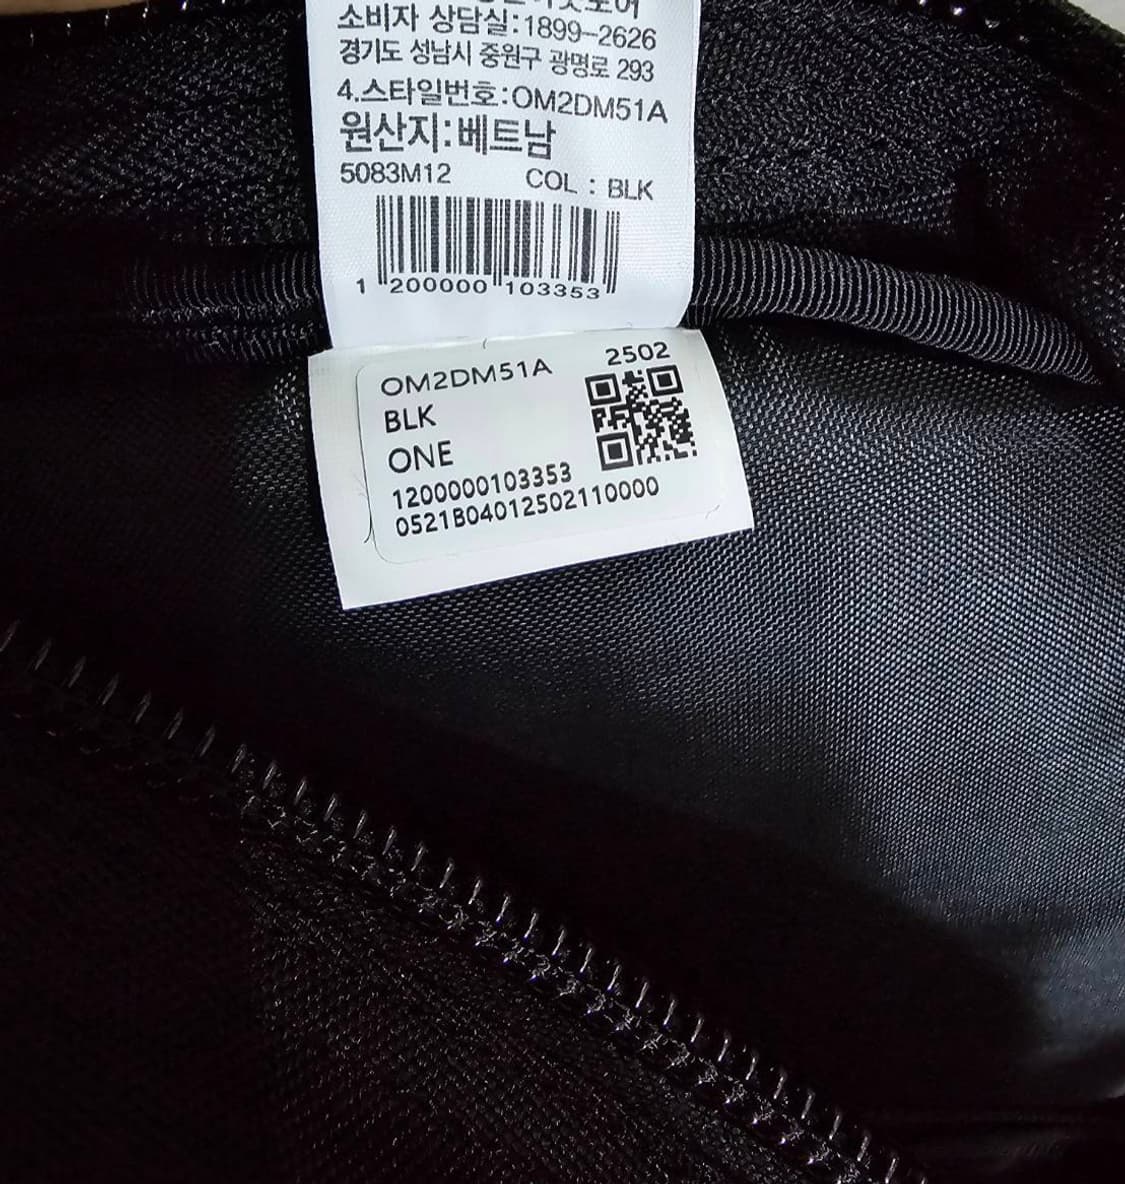 소비자 상담실:1899-2626
경기도 성남시 중원구 광명로 293
4.스타일번호:OM2DM51A
원산지:베트남
5083M12 COL : BLK
1 200000 103353
OM2DM51A 2502
BLK
ONE
1200000103353
0521B04012502110000